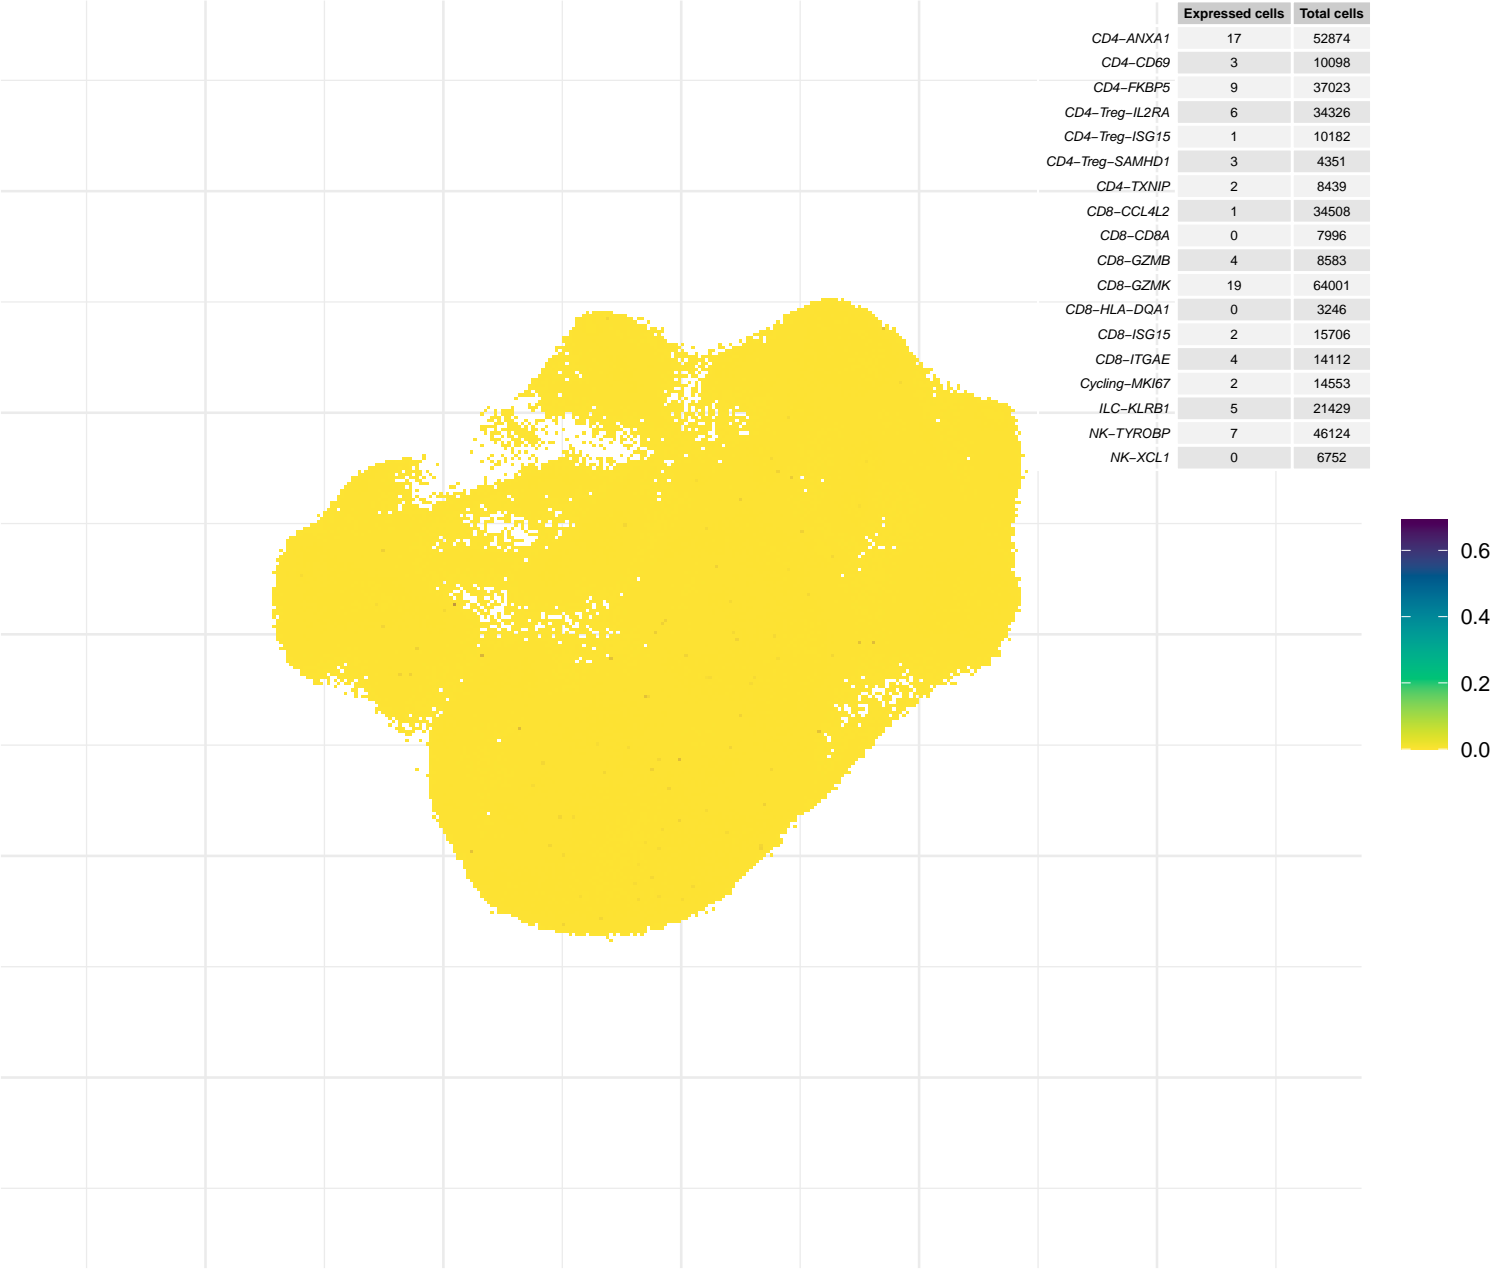 Expressed cells Total cells
CD4−ANXA1 17 52874
CD4−CD69 3 10098
CD4−FKBP5 9 37023
CD4−Treg−IL2RA 6 34326
CD4−Treg−ISG15 1 10182
CD4−Treg−SAMHD1 3 4351
CD4−TXNIP 2 8439
CD8−CCL4L2 1 34508
CD8−CD8A 0 7996
CD8−GZMB 4 8583
CD8−GZMK 19 64001
CD8−HLA−DQA1 0 3246
CD8−ISG15 2 15706
CD8−ITGAE 4 14112
Cycling−MKI67 2 14553
ILC−KLRB1 5 21429
NK−TYROBP 7 46124
NK−XCL1 0 6752
0.6
0.4
0.2
0.0